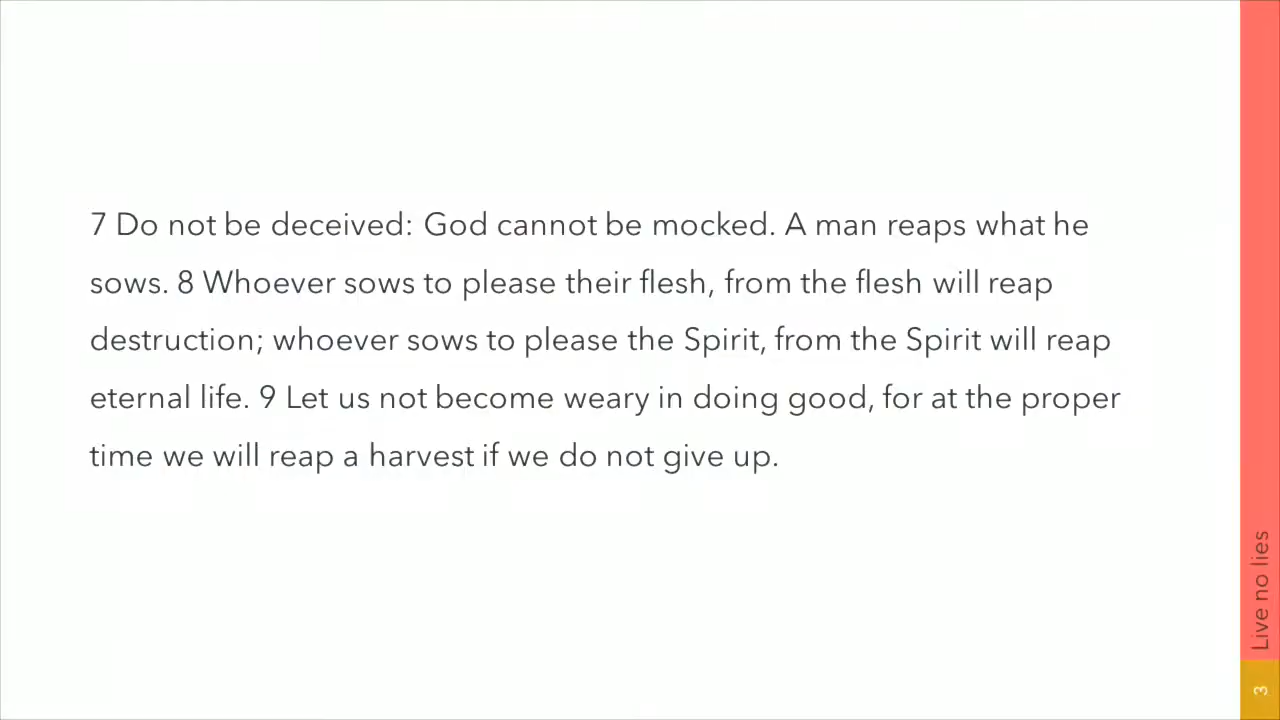 7 Do not be deceived: God cannot be mocked. A man reaps what he
sows. 8 Whoever sows to please their flesh, from the flesh will reap
destruction; whoever sows to please the Spirit, from the Spirit will reap
eternal life. 9 Let us not become weary in doing good, for at the proper
time we will reap a harvest if we do not give up.
Live no lies
3